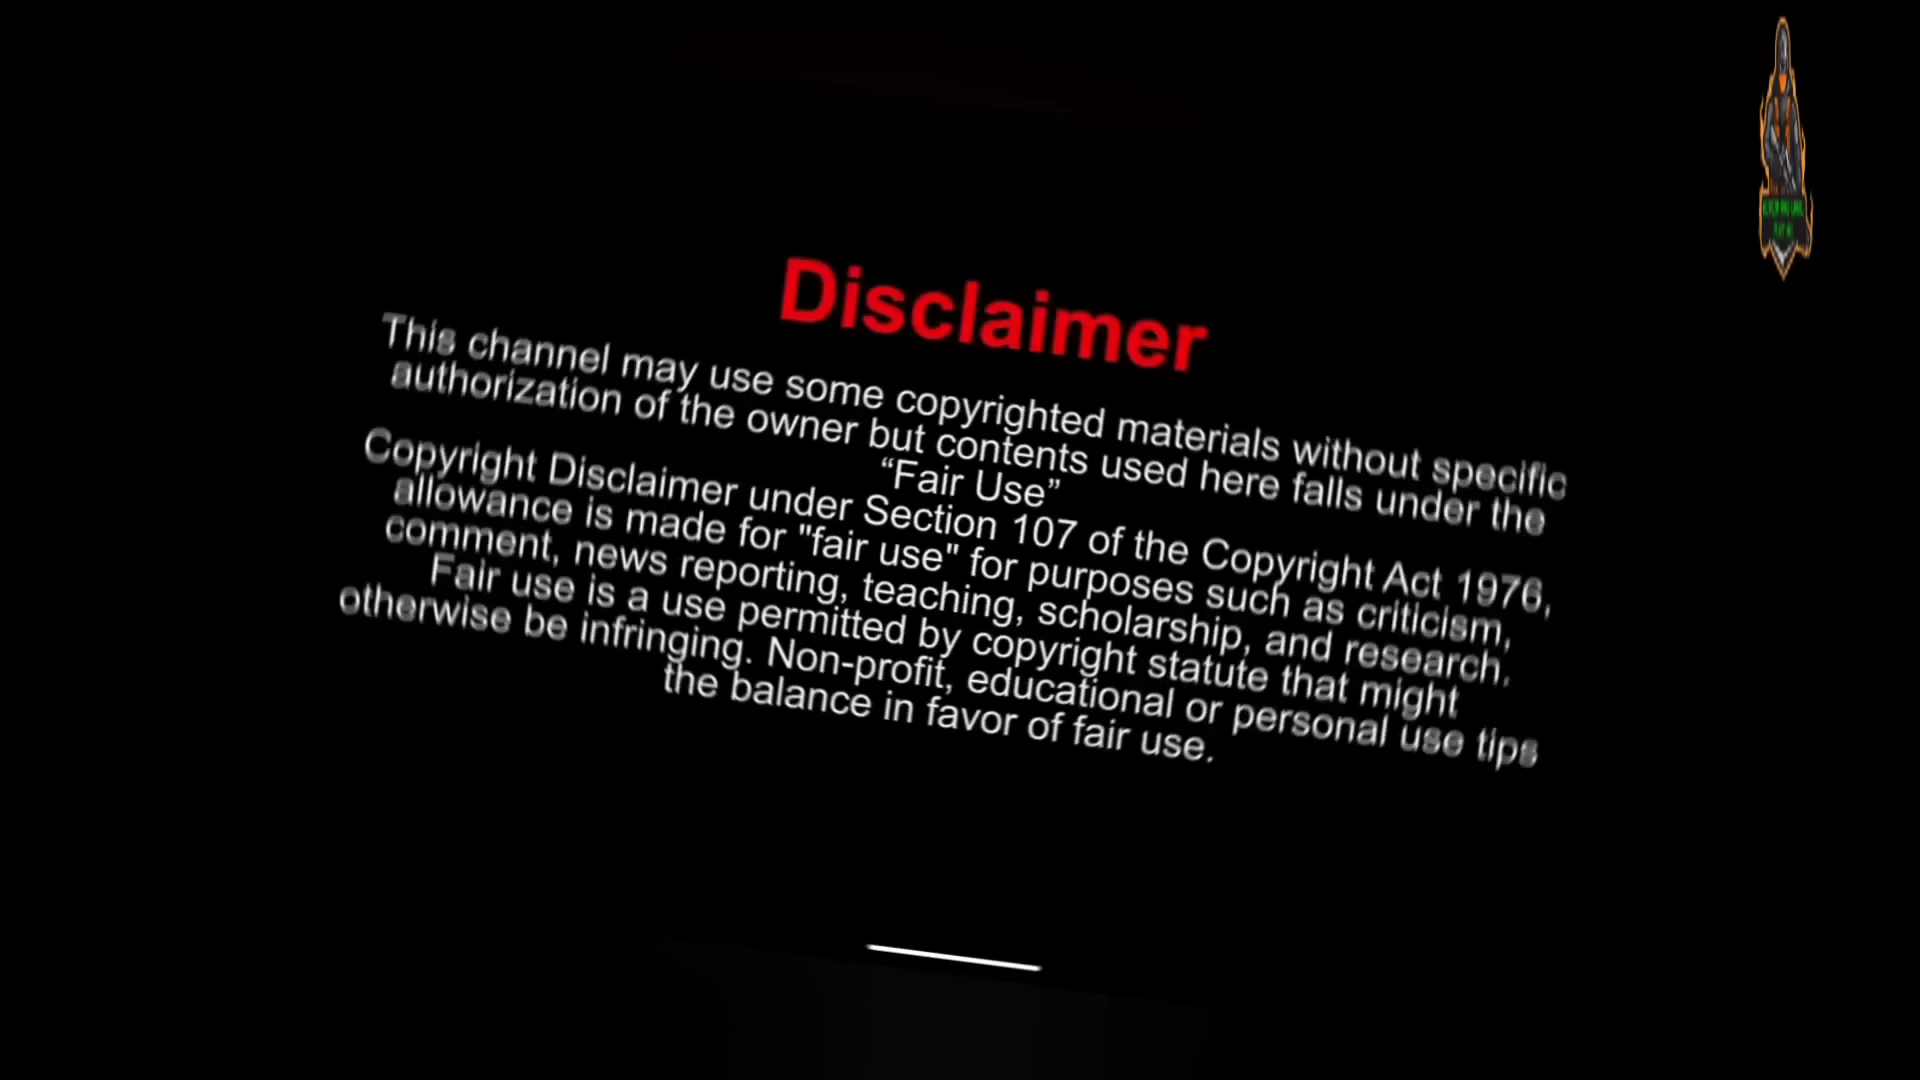 Disclaimer
This channel may use some copyrighted materials without specific
authorization of the owner but contents used here falls under the
“Fair Use”
Copyright Disclaimer under Section 107 of the Copyright Act 1976,
allowance is made for "fair use" for purposes such as criticism,
comment, news reporting, teaching, scholarship, and research.
Fair use is a use permitted by copyright statute that might
otherwise be infringing. Non-profit, educational or personal use tips
the balance in favor of fair use.